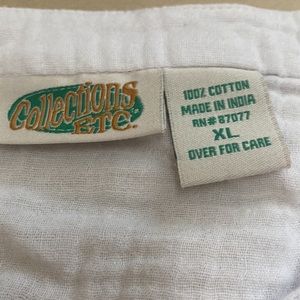 Collections
Etc.
100% COTTON
MADE IN INDIA
RN# 87077
XL
OVER FOR CARE